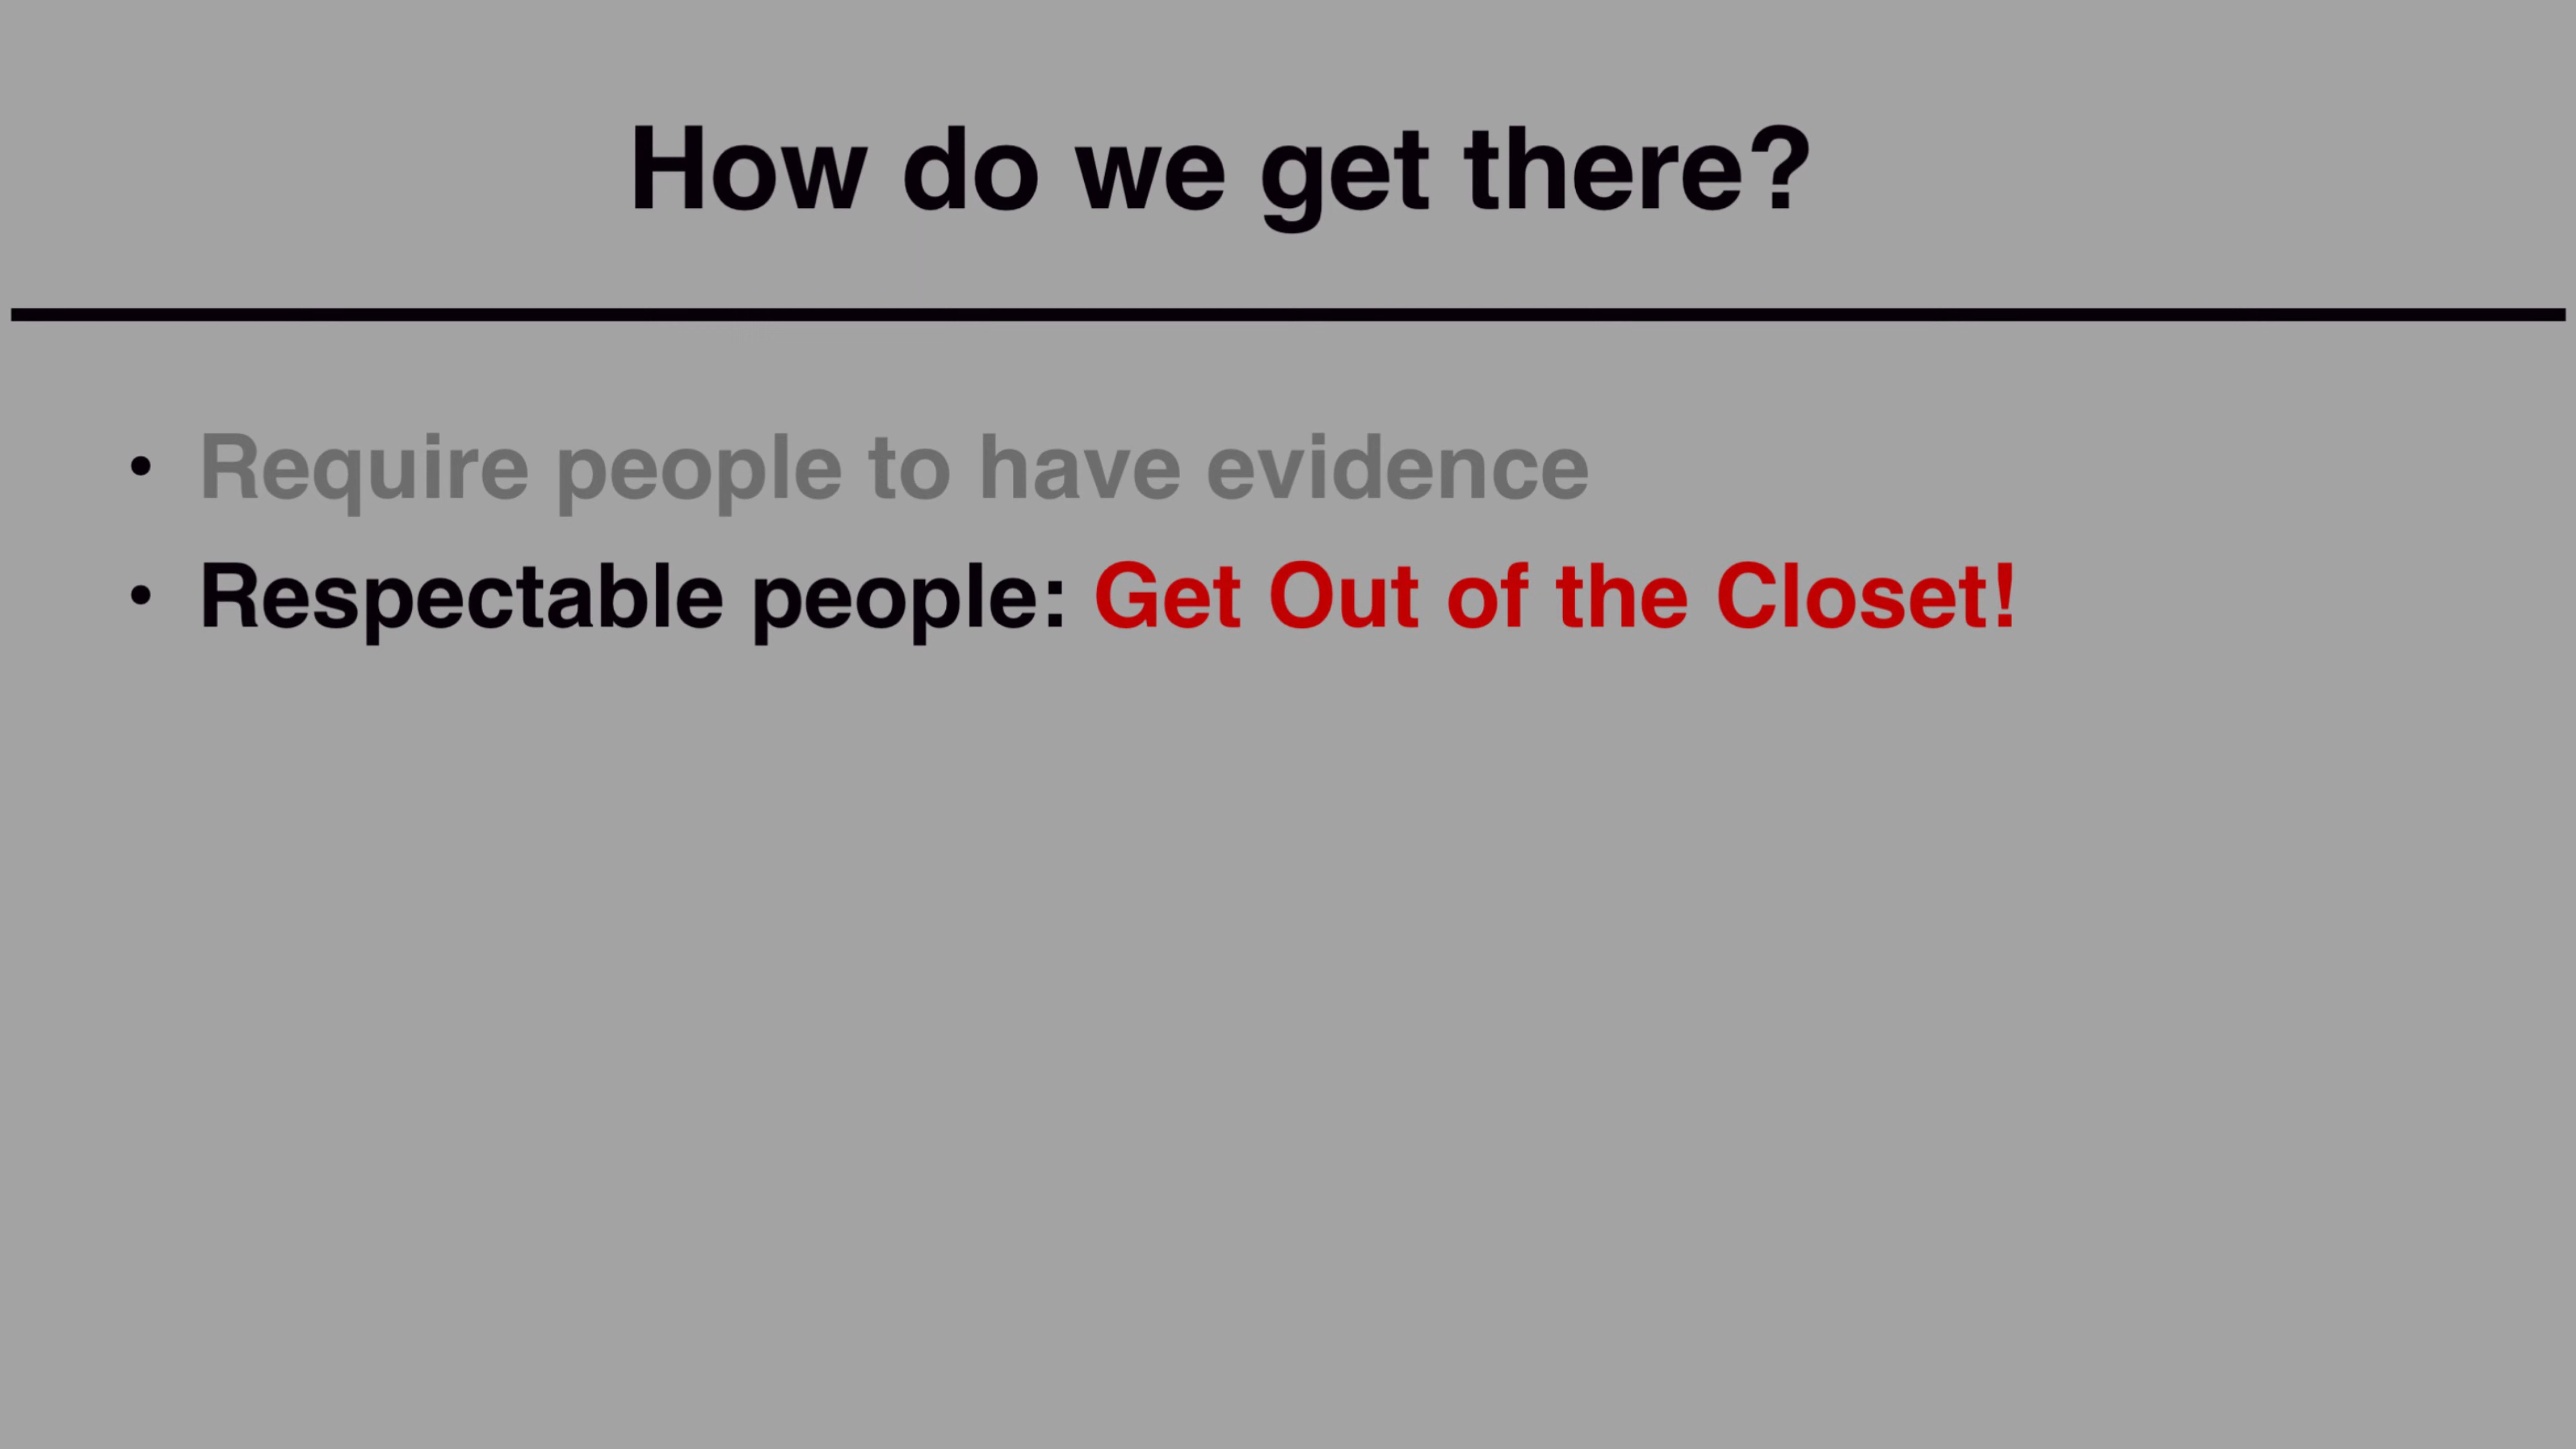 How do we get there?
• Require people to have evidence
• Respectable people: Get Out of the Closet!